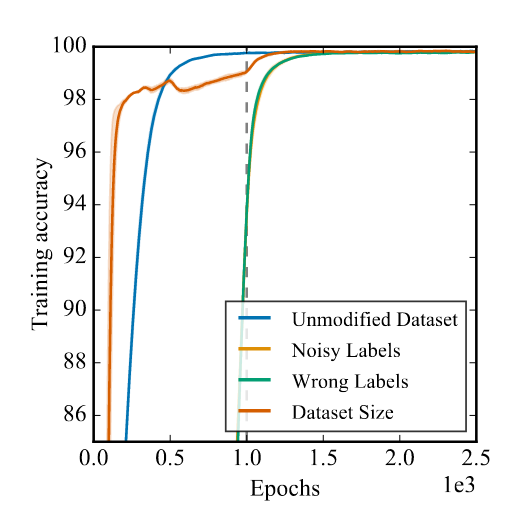 100
98
96
94
92
90
88
86
Training accuracy
Unmodified Dataset
Noisy Labels
Wrong Labels
Dataset Size
0.0 0.5 1.0 1.5 2.0 2.5
Epochs
1e3